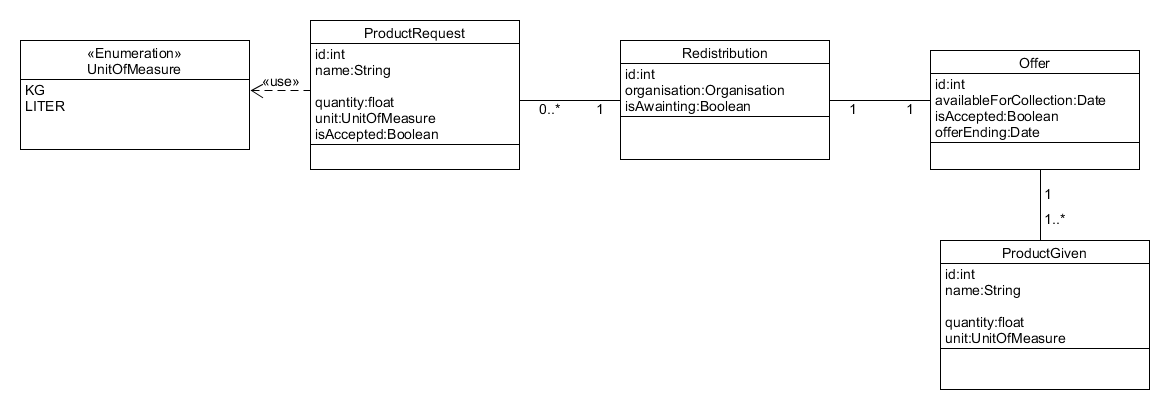 «Enumeration»
UnitOfMeasure
KG
LITER
«use»
ProductRequest
id:int
name:String
quantity:float
unit:UnitOfMeasure
isAccepted:Boolean
0..*
1
Redistribution
id:int
organisation:Organisation
isAwainting:Boolean
1
1
Offer
id:int
availableForCollection:Date
isAccepted:Boolean
offerEnding:Date
1
1..*
ProductGiven
id:int
name:String
quantity:float
unit:UnitOfMeasure